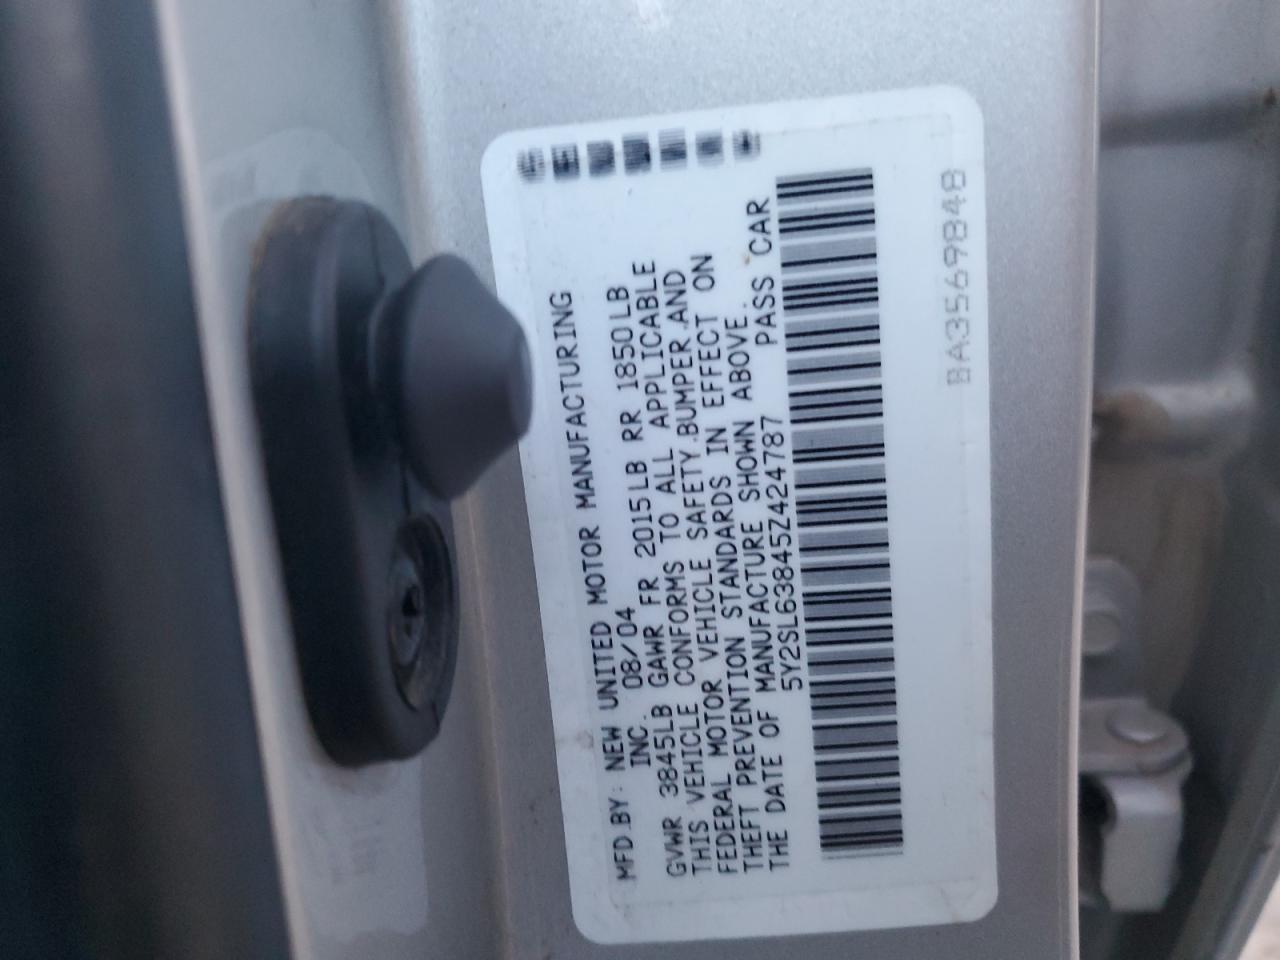 MFD.BY: NEW UNITED MOTOR MANUFACTURING
INC. 08/04
GVWR 3845LB GAWR FR 2015LB RR 1850LB
THIS VEHICLE CONFORMS TO ALL APPLICABLE
FEDERAL MOTOR VEHICLE SAFETY.BUMPER.AND
THEFT PREVENTION STANDARDS IN EFFECT ON
THE DATE OF MANUFACTURE SHOWN ABOVE.
5Y2SL63845Z424787 PASS CAR
BA3569848